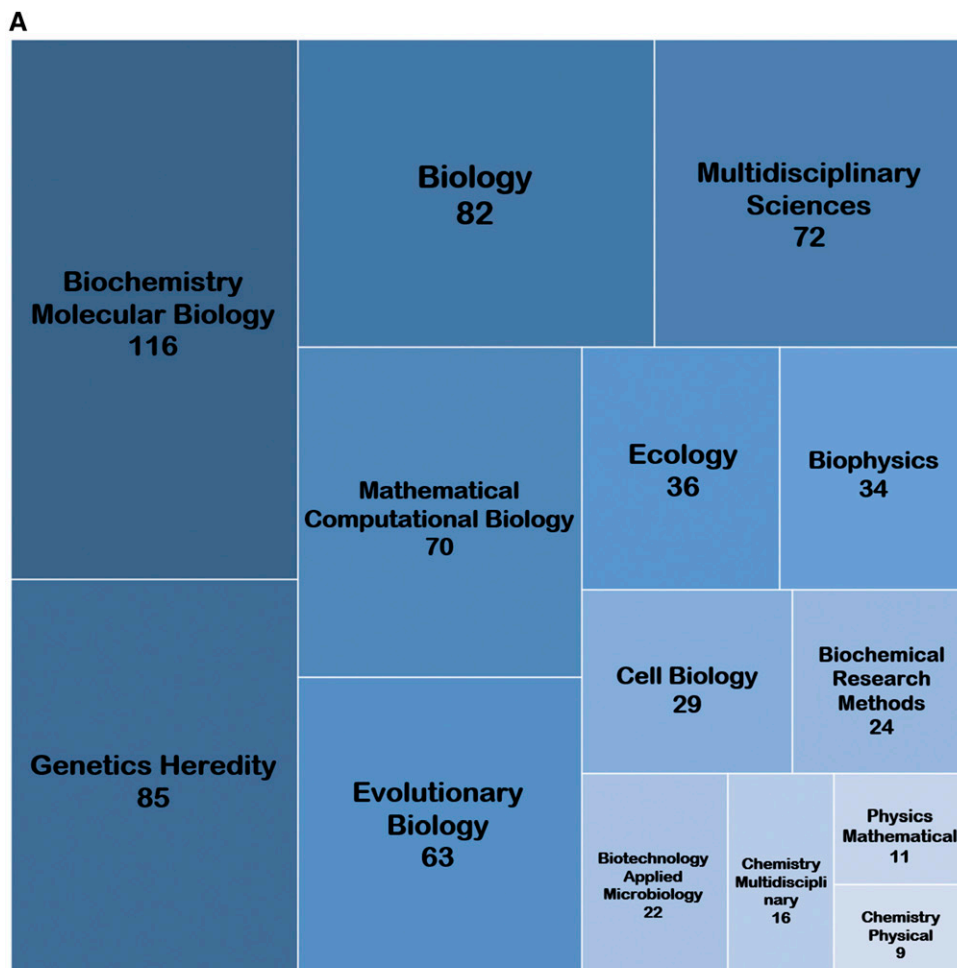 A
Biochemistry
Molecular Biology
116
Biology
82
Multidisciplinary
Sciences
72
Mathematical
Computational Biology
70
Ecology
36
Biophysics
34
Genetics Heredity
85
Evolutionary
Biology
63
Cell Biology
29
Biochemical
Research
Methods
24
Biotechnology
Applied
Microbiology
22
Chemistry
Multidiscipli
nary
16
Physics
Mathematical
11
Chemistry
Physical
9